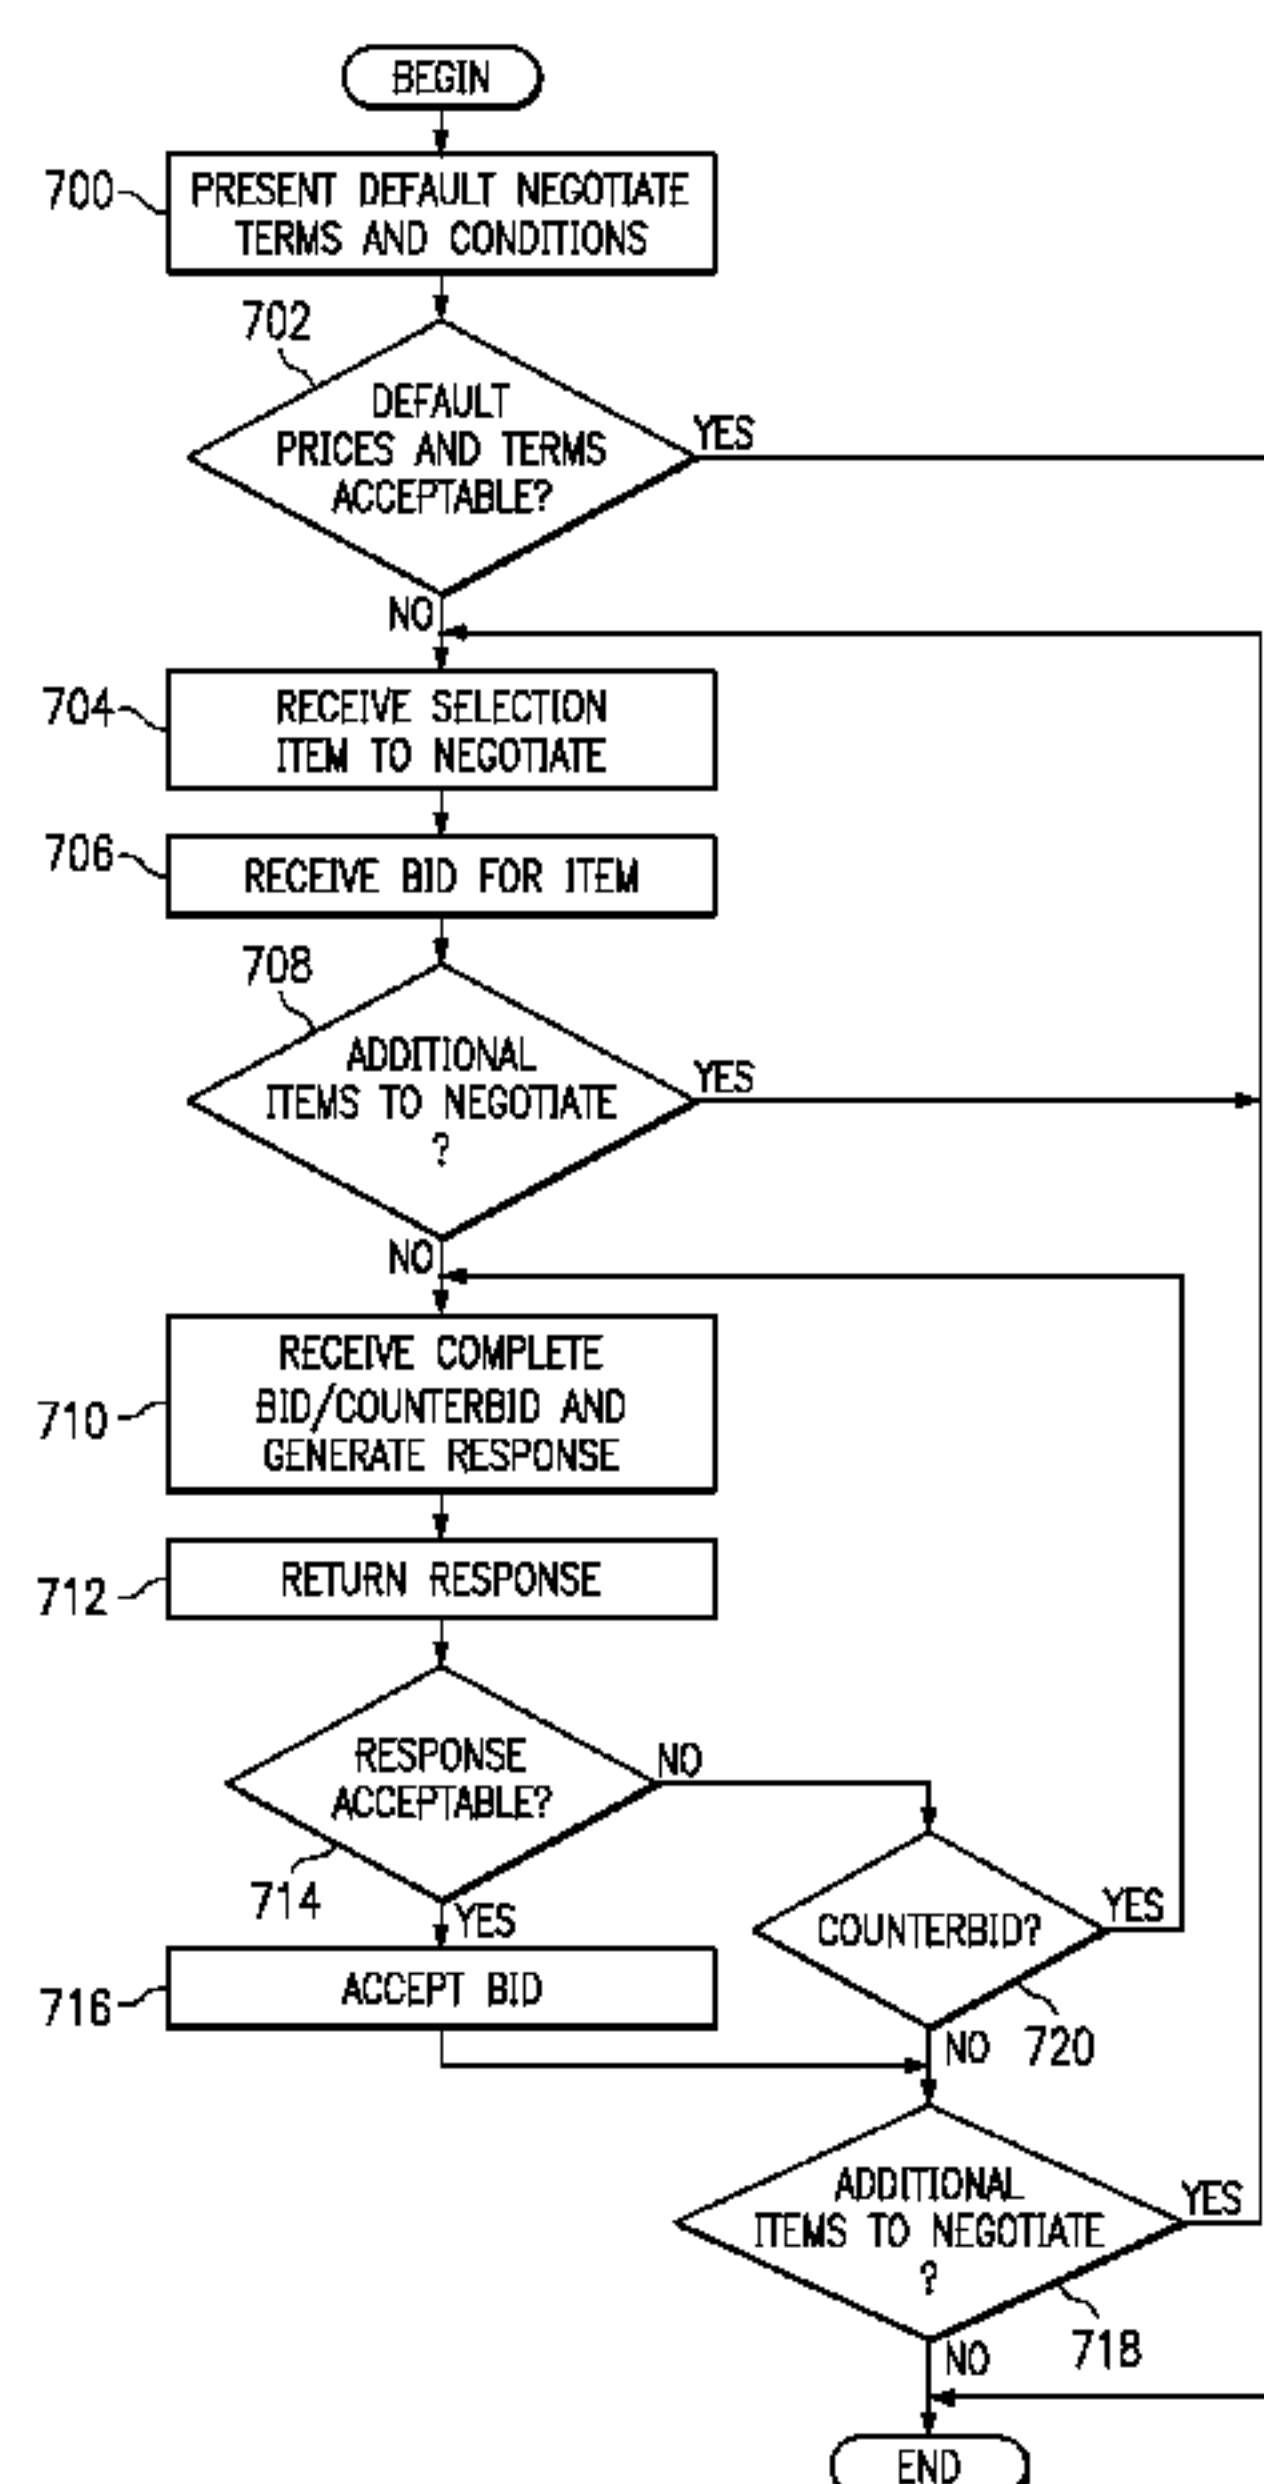 BEGIN
700
PRESENT DEFAULT NEGOTIATE
TERMS AND CONDITIONS
702
DEFAULT
PRICES AND TERMS
ACCEPTABLE?
YES
NO
704
RECEIVE SELECTION
ITEM TO NEGOTIATE
706
RECEIVE BID FOR ITEM
708
ADDITIONAL
ITEMS TO NEGOTIATE
?
YES
NO
710
RECEIVE COMPLETE
BID/COUNTERBID AND
GENERATE RESPONSE
712
RETURN RESPONSE
RESPONSE
ACCEPTABLE?
NO
714
YES
COUNTERBID?
YES
716
ACCEPT BID
NO
720
ADDITIONAL
ITEMS TO NEGOTIATE
?
YES
718
NO
END